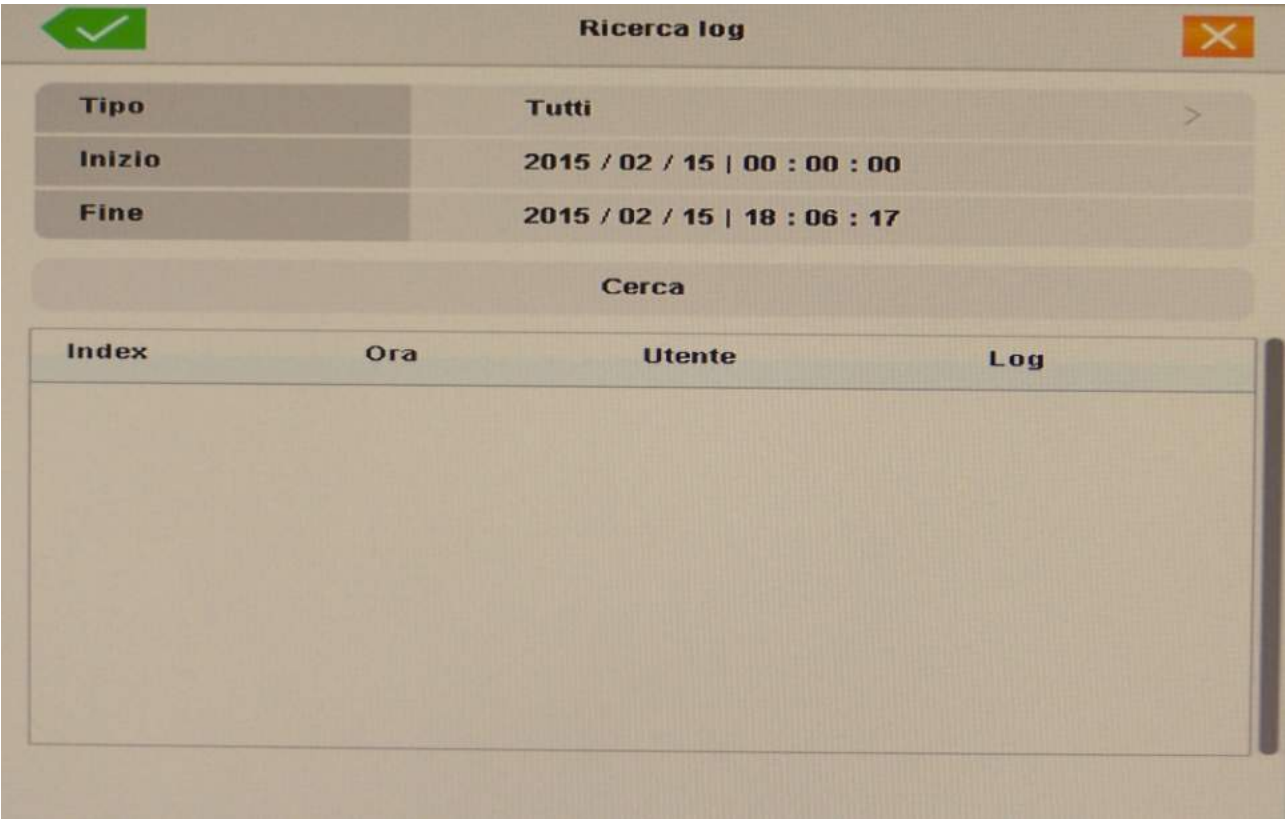 Ricerca log
Tipo Tutti >
Inizio 2015 / 02 / 15 | 00 : 00 : 00
Fine 2015 / 02 / 15 | 18 : 06 : 17
Cerca
Index Ora Utente Log